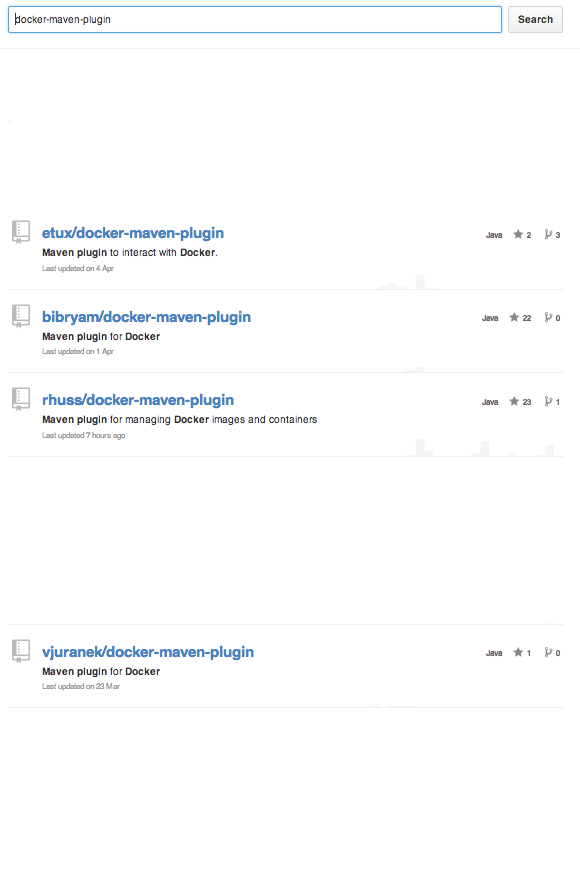 docker-maven-plugin
Search
etux/docker-maven-plugin
Java 2 3
Maven plugin to interact with Docker.
Last updated on 4 Apr
bibryam/docker-maven-plugin
Java 22 0
Maven plugin for Docker
Last updated on 1 Apr
rhuss/docker-maven-plugin
Java 23 1
Maven plugin for managing Docker images and containers
Last updated 7 hours ago
vjuranek/docker-maven-plugin
Java 1 0
Maven plugin for Docker
Last updated on 23 Mar